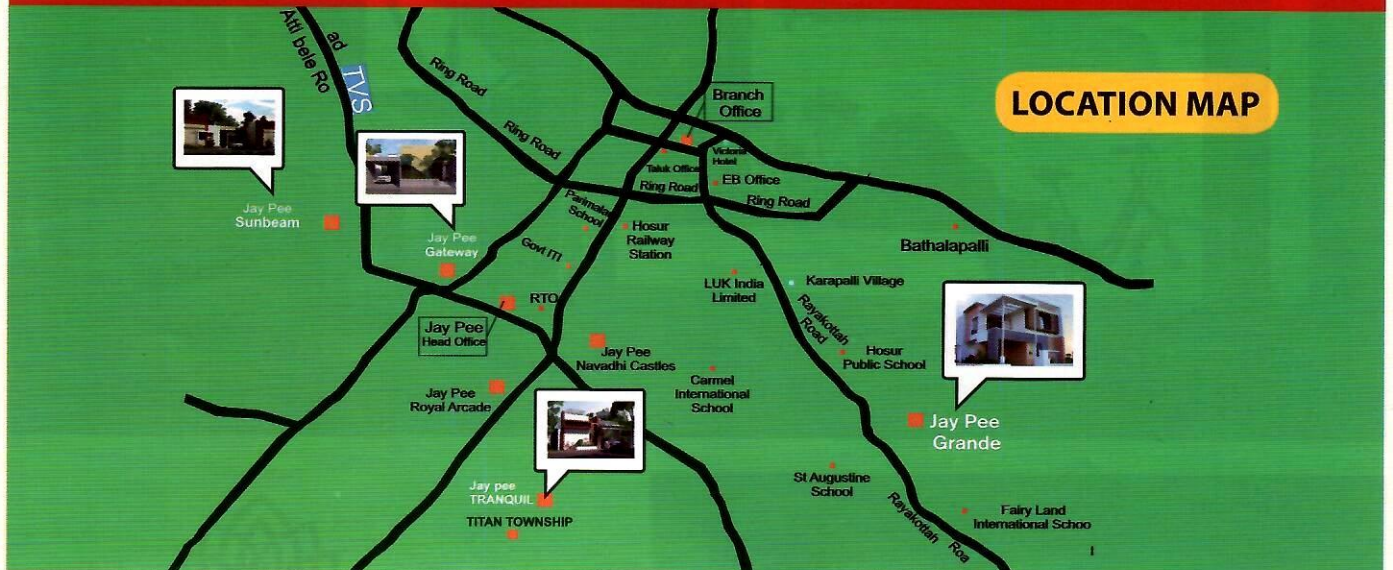 LOCATION MAP
Atti bele Ro
ad
TVS
Ring Road
Ring Road
Branch
Office
Victoria
Hotel
Taluk Office
EB Office
Ring Road
Ring Road
Parimala
School
Jay Pee
Sunbeam
Jay Pee
Gateway
Govt ITI
Hosur
Railway
Station
Bathalapalli
LUK India
Limited
Karapalli Village
RTO
Rayakottah
Road
Jay Pee
Head Office
Jay Pee
Navadhi Castles
Hosur
Public School
Jay Pee
Royal Arcade
Carmel
International
School
Jay Pee
Grande
St Augustine
School
Jay pee
TRANQUIL
TITAN TOWNSHIP
Rayakottah Roa
Fairy Land
International Schoo